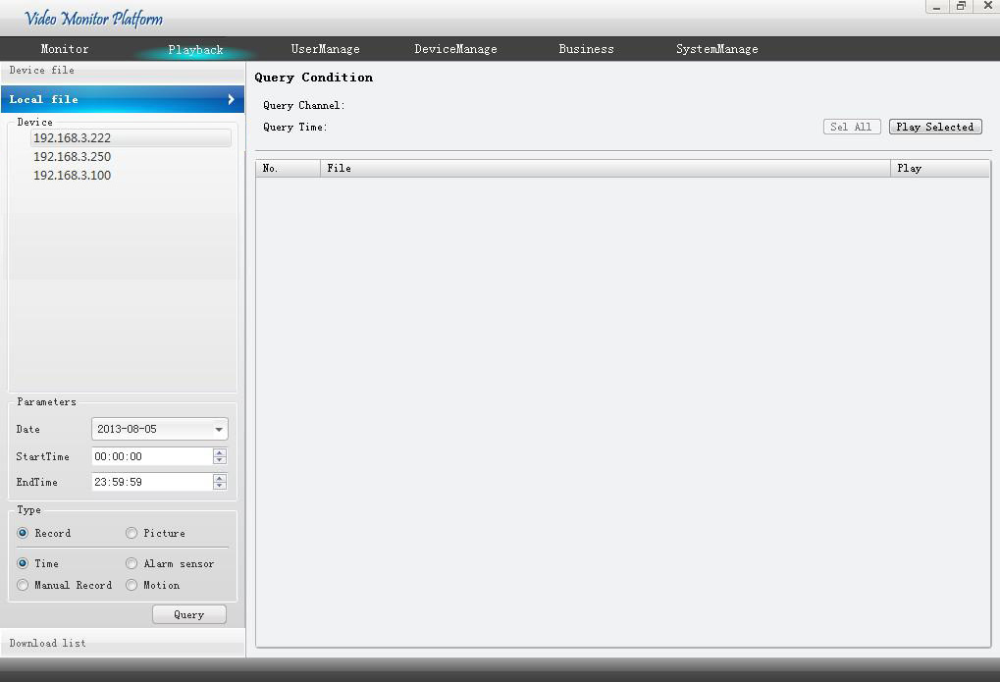 Video Monitor Platform
Monitor Playback UserManage DeviceManage Business SystemManage
Device file
Local file
Device
192.168.3.222
192.168.3.250
192.168.3.100
Parameters
Date 2013-08-05
StartTime 00:00:00
EndTime 23:59:59
Type
Record Picture
Time Alarm sensor
Manual Record Motion
Query
Download list
Query Condition
Query Channel:
Query Time:
Sel All Play Selected
No. File Play